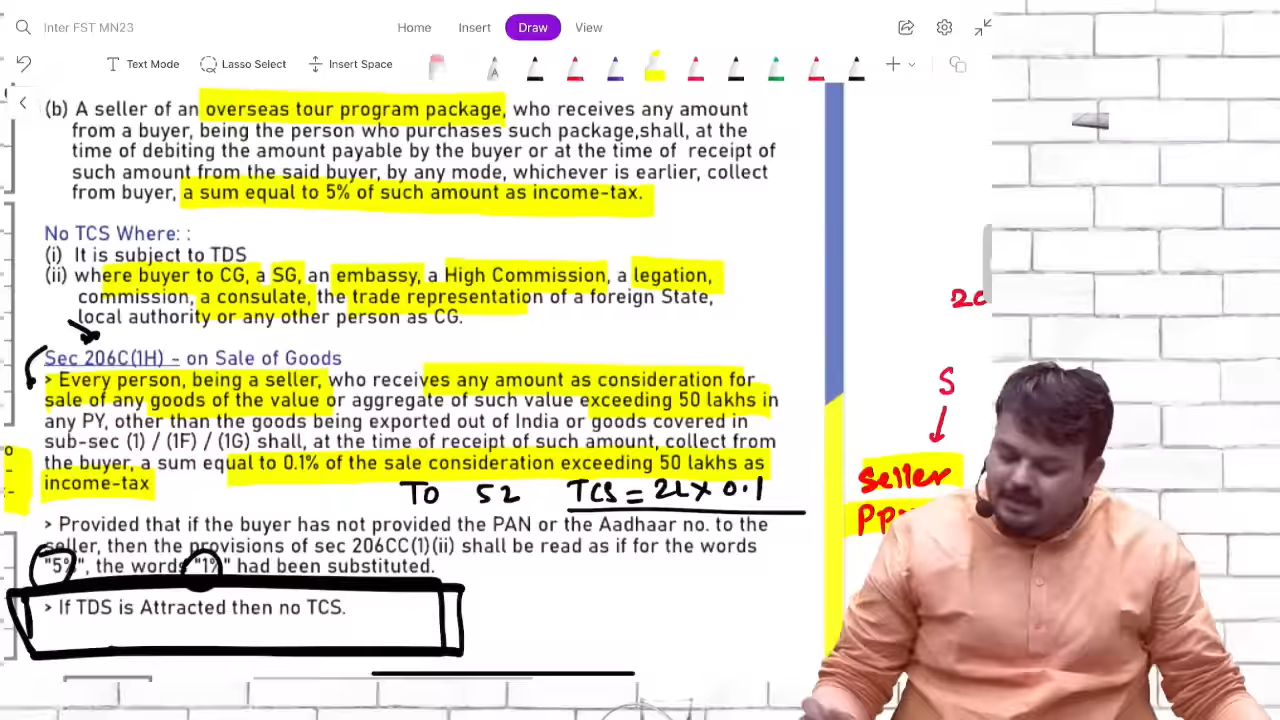 Inter FST MN23
Home
Insert
Draw
View
Text Mode
Lasso Select
Insert Space
(b) A seller of an overseas tour program package, who receives any amount
from a buyer, being the person who purchases such package,shall, at the
time of debiting the amount payable by the buyer or at the time of receipt of
such amount from the said buyer, by any mode, whichever is earlier, collect
from buyer, a sum equal to 5% of such amount as income-tax.
No TCS Where: :
(i) It is subject to TDS
(ii) where buyer to CG, a SG, an embassy, a High Commission, a legation,
commission, a consulate, the trade representation of a foreign State,
local authority or any other person as CG.
Sec 206C(1H) - on Sale of Goods
> Every person, being a seller, who receives any amount as consideration for
sale of any goods of the value or aggregate of such value exceeding 50 lakhs in
any PY, other than the goods being exported out of India or goods covered in
sub-sec (1) / (1F) / (1G) shall, at the time of receipt of such amount, collect from
the buyer, a sum equal to 0.1% of the sale consideration exceeding 50 lakhs as
income-tax
TO 52 TCS = 2L x 0.1
> Provided that if the buyer has not provided the PAN or the Aadhaar no. to the
seller, then the provisions of sec 206CC(1)(ii) shall be read as if for the words
"5%", the words "1%" had been substituted.
> If TDS is Attracted then no TCS.
S
Seller